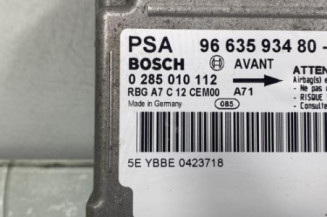 PSA 96 635 934 80 -
BOSCH AVANT
0 285 010 112
RBG A7 C 12 CEM00 A71
Made in Germany 085
ATTEN
Airbag(s) e
- Ne pas
- RISQUE
- Consulte
5E YBBE 0423718